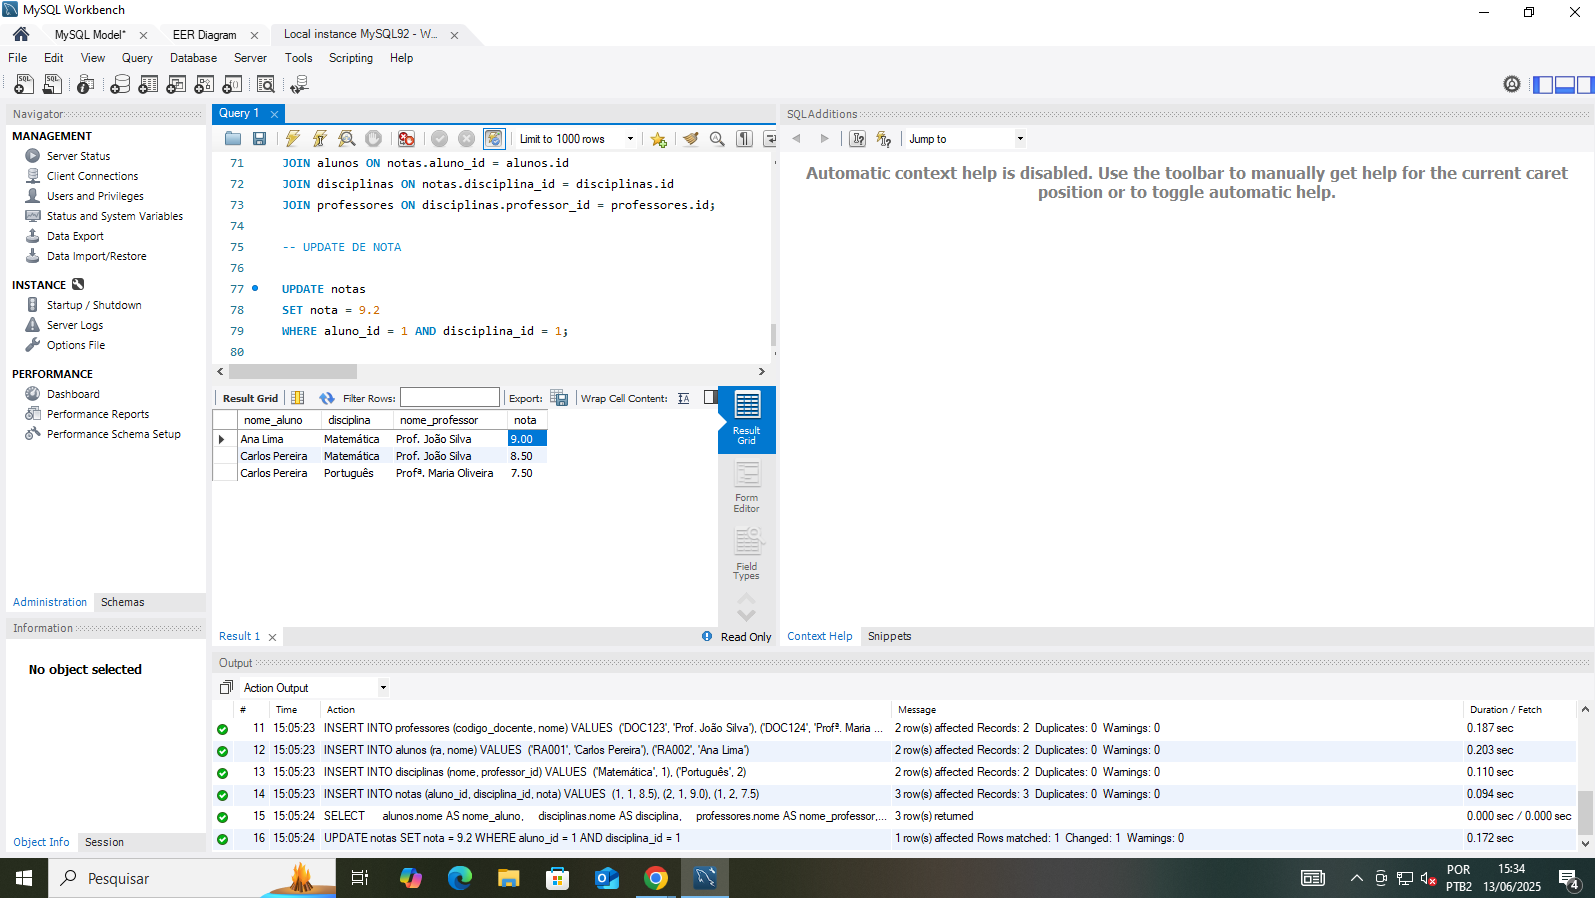 MySQL Workbench
MySQL Model*
EER Diagram
Local instance MySQL92 - W...
File Edit View Query Database Server Tools Scripting Help
Navigator
MANAGEMENT
Server Status
Client Connections
Users and Privileges
Status and System Variables
Data Export
Data Import/Restore
INSTANCE
Startup / Shutdown
Server Logs
Options File
PERFORMANCE
Dashboard
Performance Reports
Performance Schema Setup
Administration Schemas
Information
No object selected
Object Info Session
Query 1
Limit to 1000 rows
71 JOIN alunos ON notas.aluno_id = alunos.id
72 JOIN disciplinas ON notas.disciplina_id = disciplinas.id
73 JOIN professores ON disciplinas.professor_id = professores.id;
74
75 -- UPDATE DE NOTA
76
77 UPDATE notas
78 SET nota = 9.2
79 WHERE aluno_id = 1 AND disciplina_id = 1;
80
Result Grid Filter Rows: Export: Wrap Cell Content:
nome_aluno disciplina nome_professor nota
Ana Lima Matemática Prof. João Silva 9.00
Carlos Pereira Matemática Prof. João Silva 8.50
Carlos Pereira Português Profª. Maria Oliveira 7.50
Result
Grid
Form
Editor
Field
Types
Result 1
Read Only
SQLAdditions
Jump to
Automatic context help is disabled. Use the toolbar to manually get help for the current caret
position or to toggle automatic help.
Context Help Snippets
Output
Action Output
# Time Action Message Duration / Fetch
11 15:05:23 INSERT INTO professores (codigo_docente, nome) VALUES ('DOC123', 'Prof. João Silva'), ('DOC124', 'Profª. Maria ... 2 row(s) affected Records: 2 Duplicates: 0 Warnings: 0 0.187 sec
12 15:05:23 INSERT INTO alunos (ra, nome) VALUES ('RA001', 'Carlos Pereira'), ('RA002', 'Ana Lima') 2 row(s) affected Records: 2 Duplicates: 0 Warnings: 0 0.203 sec
13 15:05:23 INSERT INTO disciplinas (nome, professor_id) VALUES ('Matemática', 1), ('Português', 2) 2 row(s) affected Records: 2 Duplicates: 0 Warnings: 0 0.110 sec
14 15:05:23 INSERT INTO notas (aluno_id, disciplina_id, nota) VALUES (1, 1, 8.5), (2, 1, 9.0), (1, 2, 7.5) 3 row(s) affected Records: 3 Duplicates: 0 Warnings: 0 0.094 sec
15 15:05:24 SELECT alunos.nome AS nome_aluno, disciplinas.nome AS disciplina, professores.nome AS nome_professor,... 3 row(s) returned 0.000 sec / 0.000 sec
16 15:05:24 UPDATE notas SET nota = 9.2 WHERE aluno_id = 1 AND disciplina_id = 1 1 row(s) affected Rows matched: 1 Changed: 1 Warnings: 0 0.172 sec
Pesquisar
POR
PTB2
15:34
13/06/2025
4